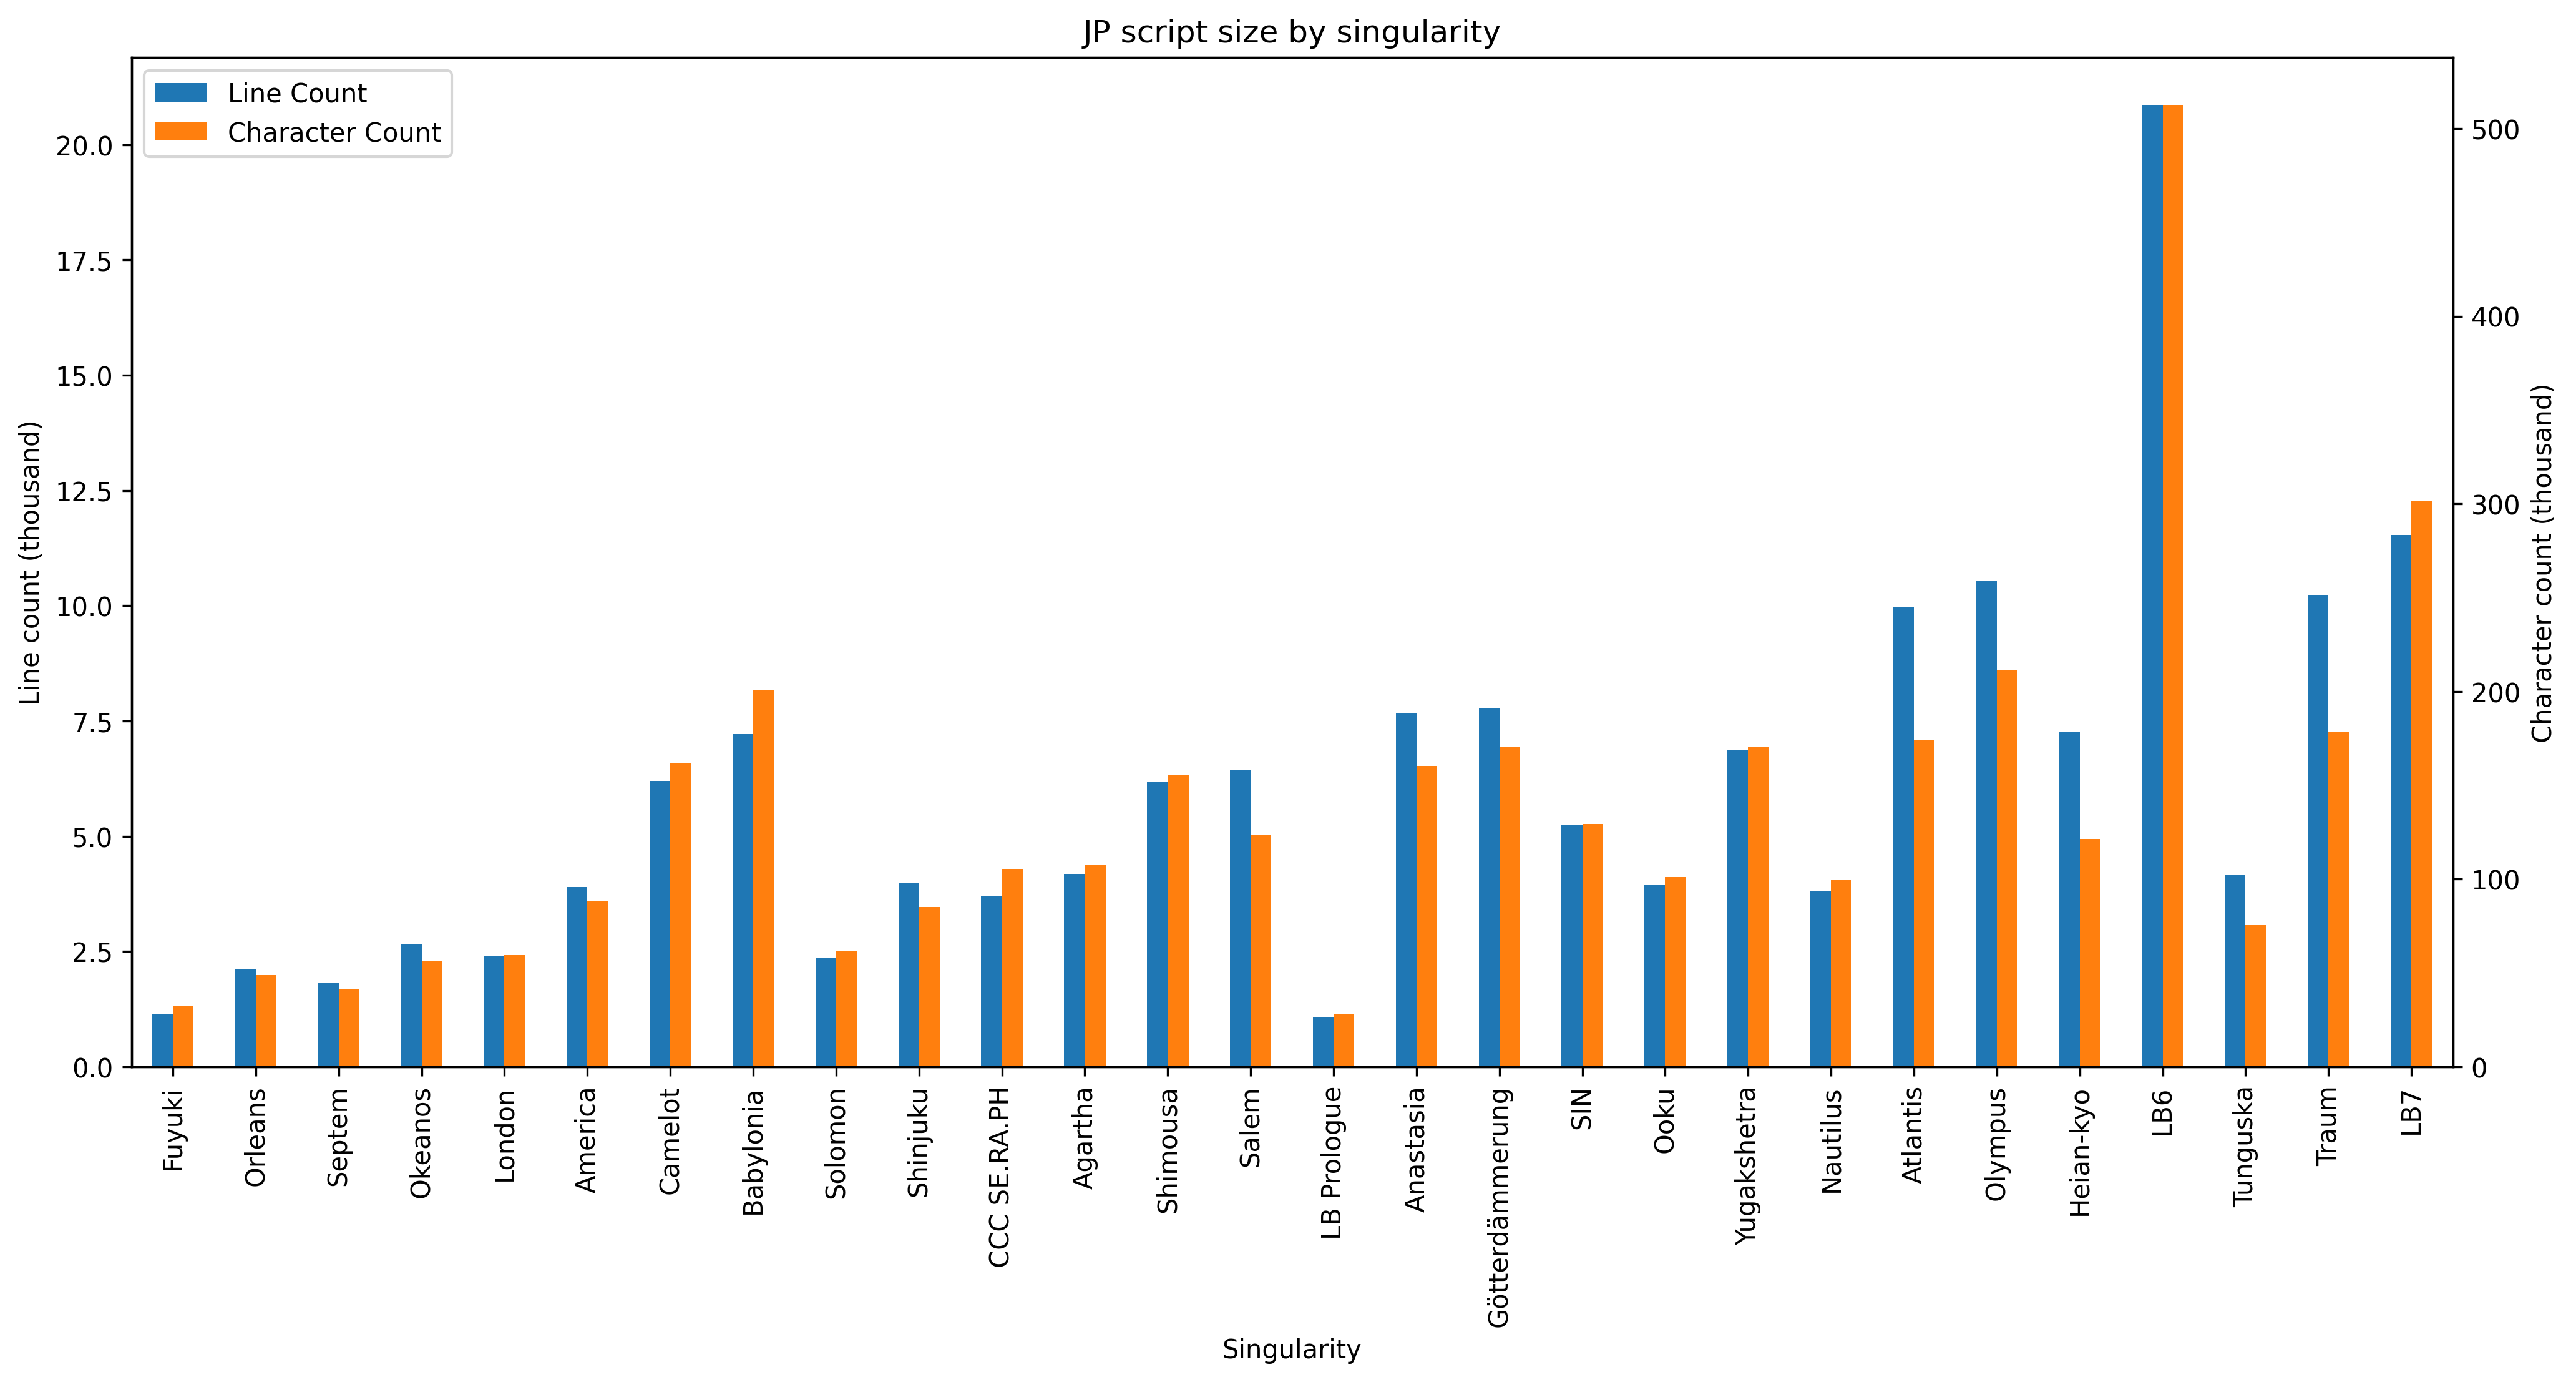 JP script size by singularity
Line Count
Character Count
Line count (thousand)
20.0
17.5
15.0
12.5
10.0
7.5
5.0
2.5
0.0
Character count (thousand)
500
400
300
200
100
0
Fuyuki
Orleans
Septem
Okeanos
London
America
Camelot
Babylonia
Solomon
Shinjuku
CCC SE.RA.PH
Agartha
Shimousa
Salem
LB Prologue
Anastasia
Götterdämmerung
SIN
Ooku
Yugakshetra
Nautilus
Atlantis
Olympus
Heian-kyo
LB6
Tunguska
Traum
LB7
Singularity